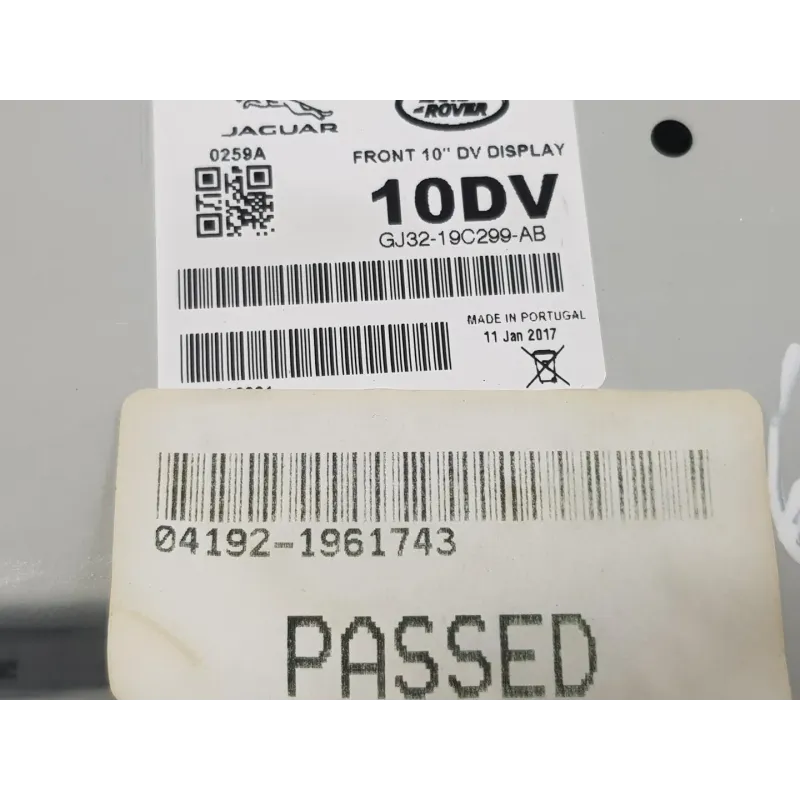 JAGUAR
ROVER
0259A
FRONT 10" DV DISPLAY
10DV
GJ32-19C299-AB
MADE IN PORTUGAL
11 Jan 2017
04192-1961743
PASSED